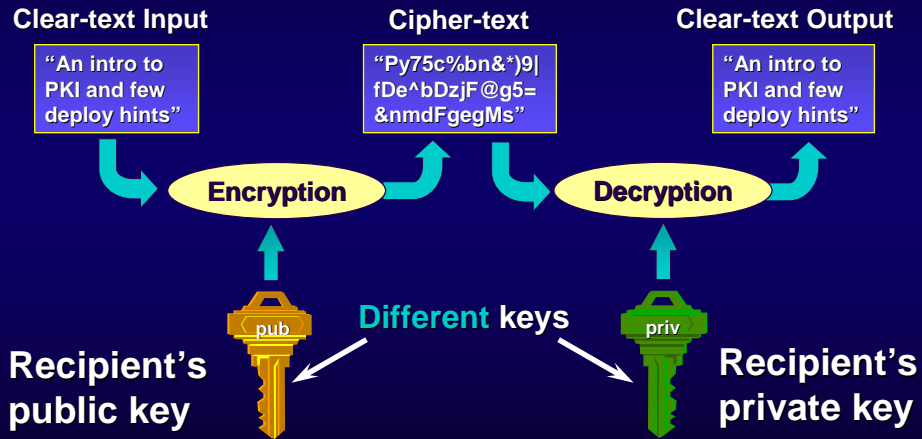 Clear-text Input
Cipher-text
Clear-text Output
“An intro to
PKI and few
deploy hints”
“Py75c%bn&*)9|
fDe^bDzjF@g5=
&nmdFgegMs”
“An intro to
PKI and few
deploy hints”
Encryption
Decryption
pub
Different keys
priv
Recipient’s
public key
Recipient’s
private key